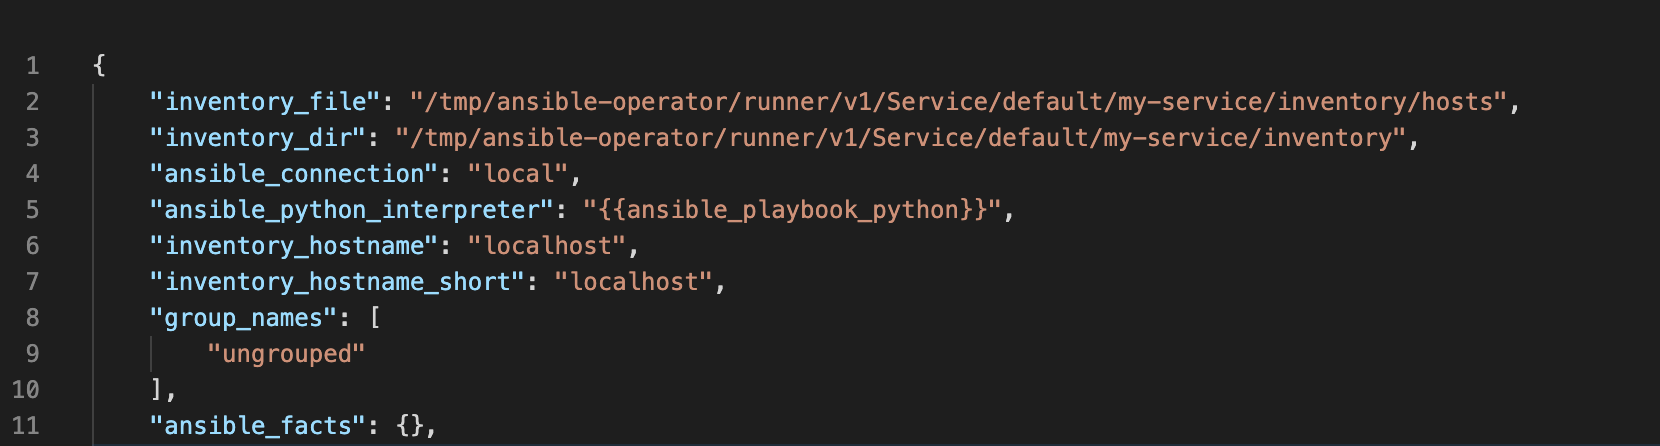 1 {
2 "inventory_file": "/tmp/ansible-operator/runner/v1/Service/default/my-service/inventory/hosts",
3 "inventory_dir": "/tmp/ansible-operator/runner/v1/Service/default/my-service/inventory",
4 "ansible_connection": "local",
5 "ansible_python_interpreter": "{{ansible_playbook_python}}",
6 "inventory_hostname": "localhost",
7 "inventory_hostname_short": "localhost",
8 "group_names": [
9 "ungrouped"
10 ],
11 "ansible_facts": {},